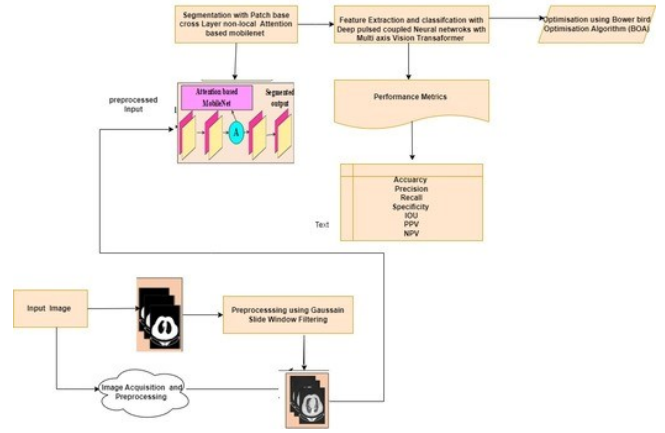 Segmentation with Patch base
cross Layer non-local Attention
based mobilenet
Feature Extraction and classifcation with
Deep pulsed coupled Neural netwroks wth
Multi axis Vision Transaformer
Optimisation using Bower bird
Optimisation Algorithm (BOA)
preprocessed
Input
Attention based
MobileNet
Segmented
output
A
Performance Metrics
Accuarcy
Precision
Recall
Specificity
IOU
PPV
NPV
Text
Input Image
Preprocesssing using Gaussain
Slide Window Filtering
Image Acquisition and
Preprocessing